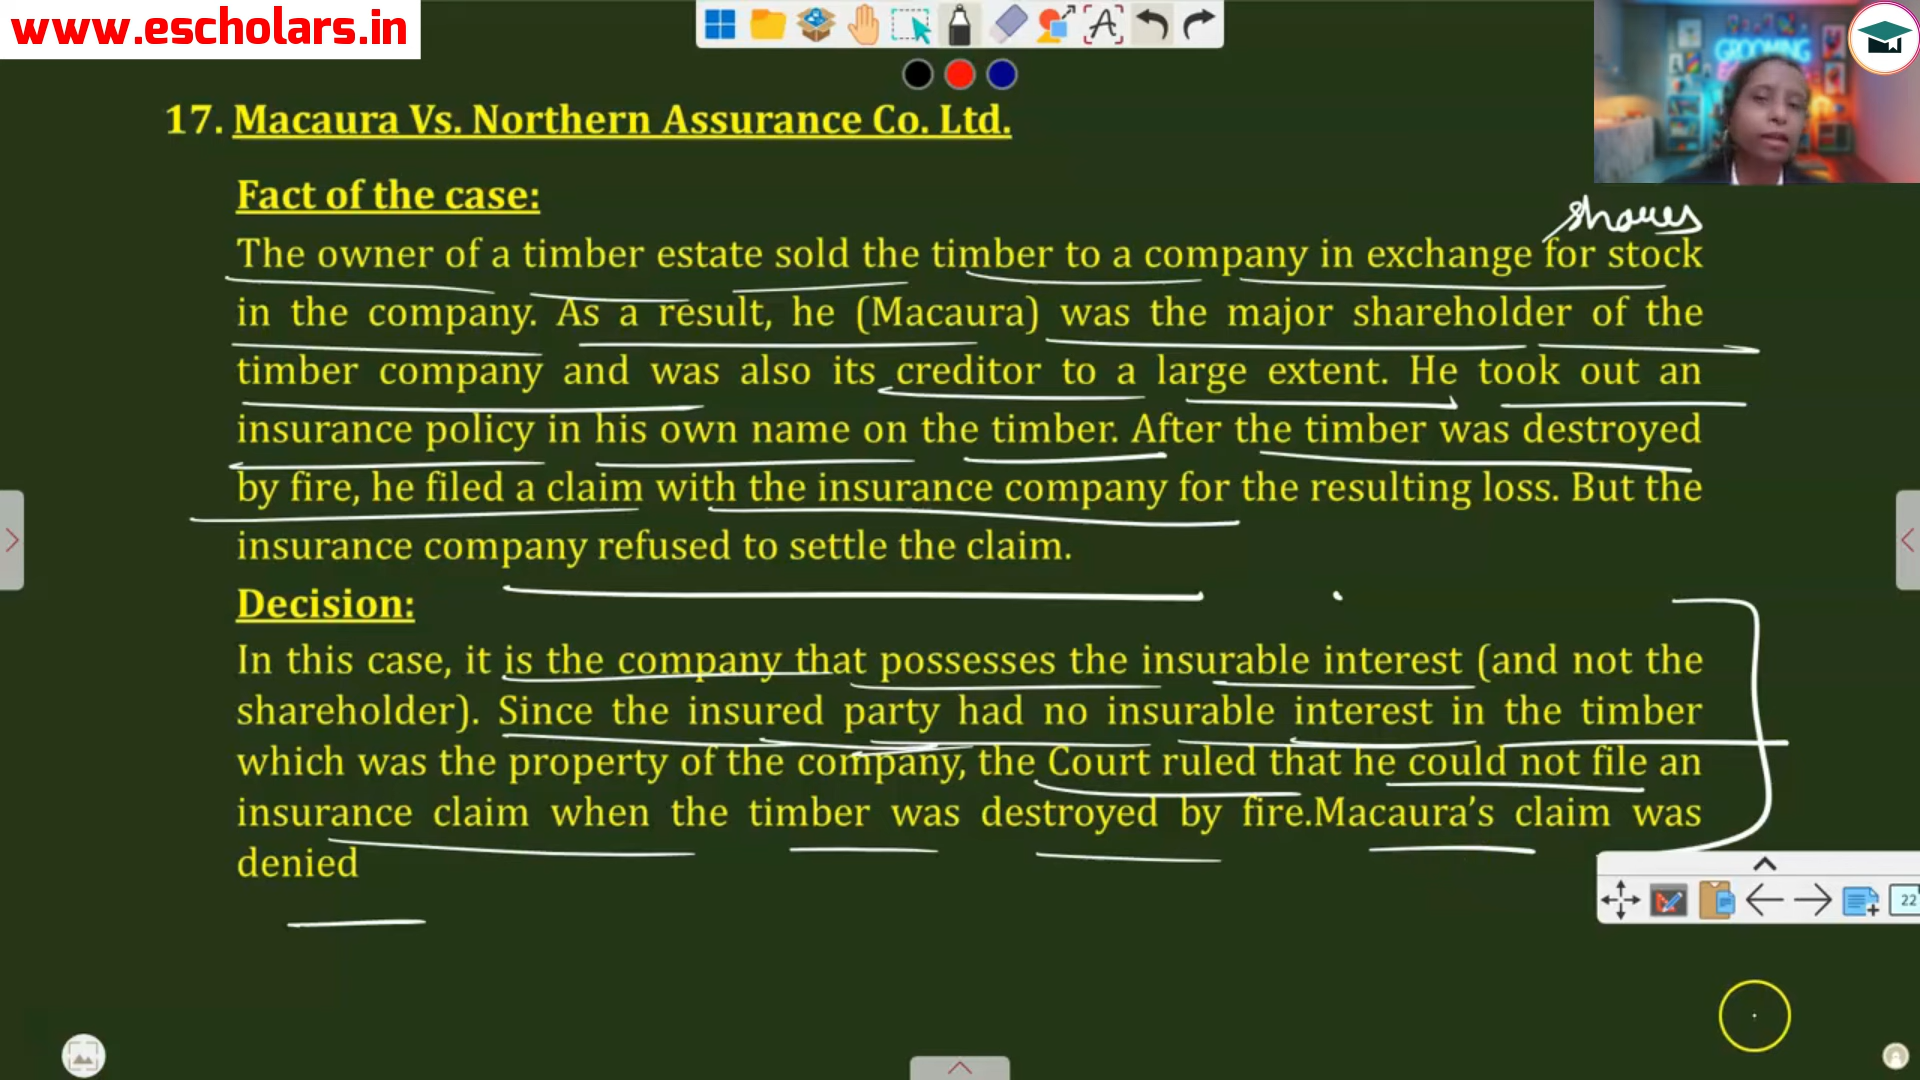 www.escholars.in
GROOMING
17. Macaura Vs. Northern Assurance Co. Ltd.
Fact of the case:
shares
The owner of a timber estate sold the timber to a company in exchange for stock
in the company. As a result, he (Macaura) was the major shareholder of the
timber company and was also its creditor to a large extent. He took out an
insurance policy in his own name on the timber. After the timber was destroyed
by fire, he filed a claim with the insurance company for the resulting loss. But the
insurance company refused to settle the claim.
Decision:
In this case, it is the company that possesses the insurable interest (and not the
shareholder). Since the insured party had no insurable interest in the timber
which was the property of the company, the Court ruled that he could not file an
insurance claim when the timber was destroyed by fire.Macaura’s claim was
denied
22